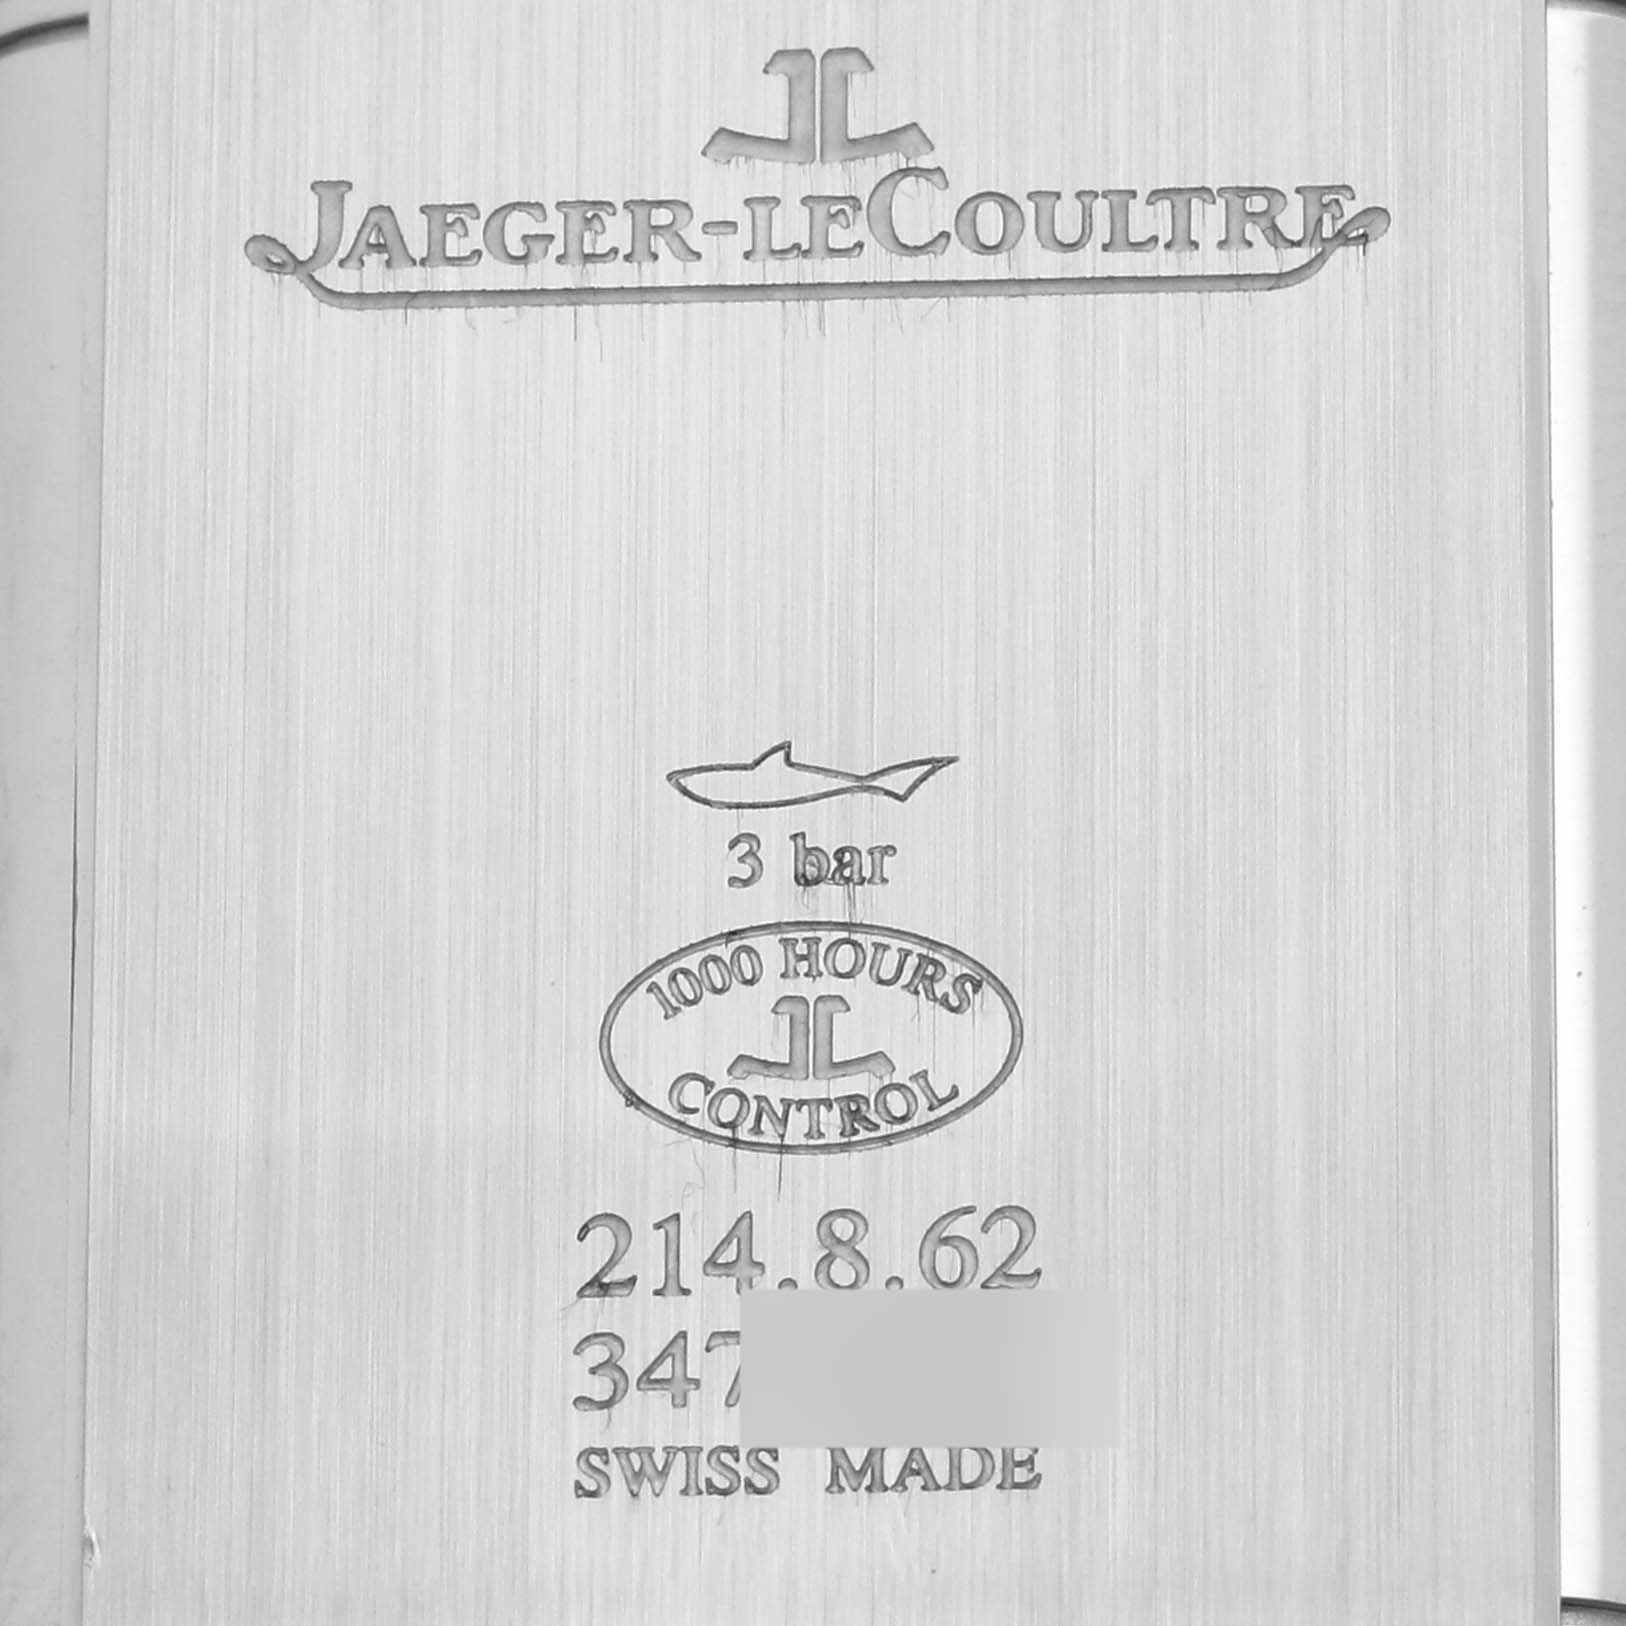 JAEGER-LECOULTRE
3 bar
1000 HOURS
CONTROL
214.8.62
347
SWISS MADE